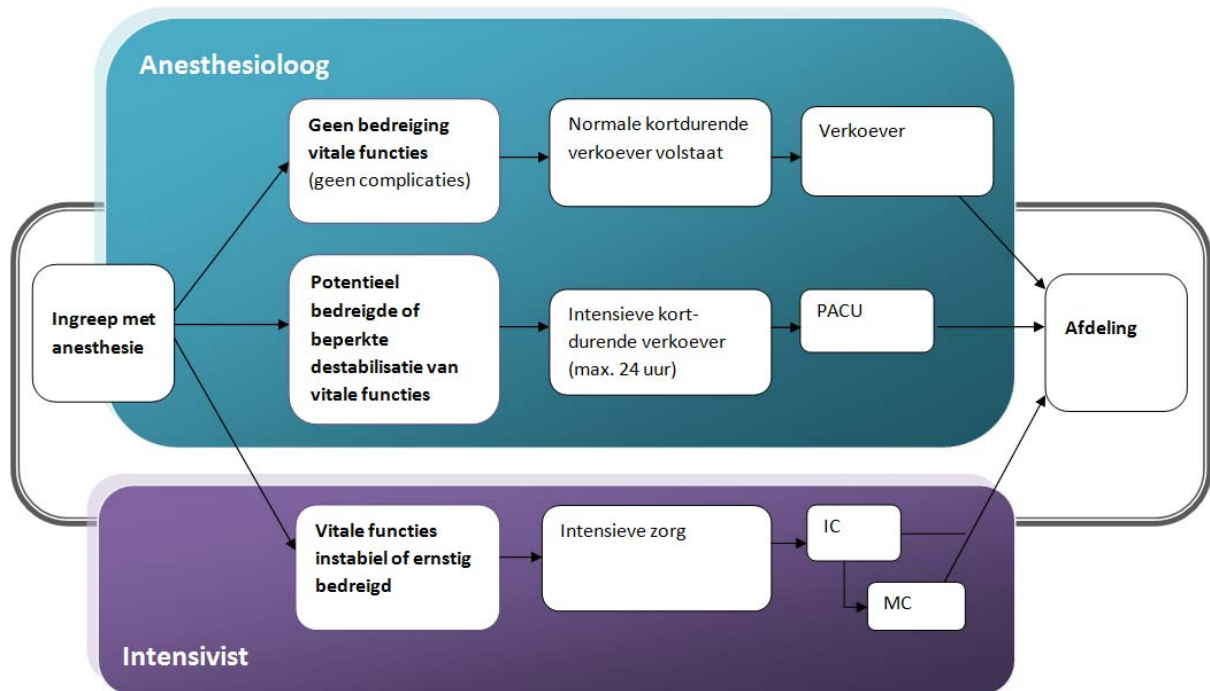 Anesthesioloog
Geen bedreiging
vitale functies
(geen complicaties)
Normale kortdurende
verkoever volstaat
Verkoever
Ingreep met
anesthesie
Potentieel
bedreigde of
beperkte
destabilisatie van
vitale functies
Intensieve kort-
durende verkoever
(max. 24 uur)
PACU
Afdeling
Vitale functies
instabiel of ernstig
bedreigd
Intensieve zorg
IC
MC
Intensivist